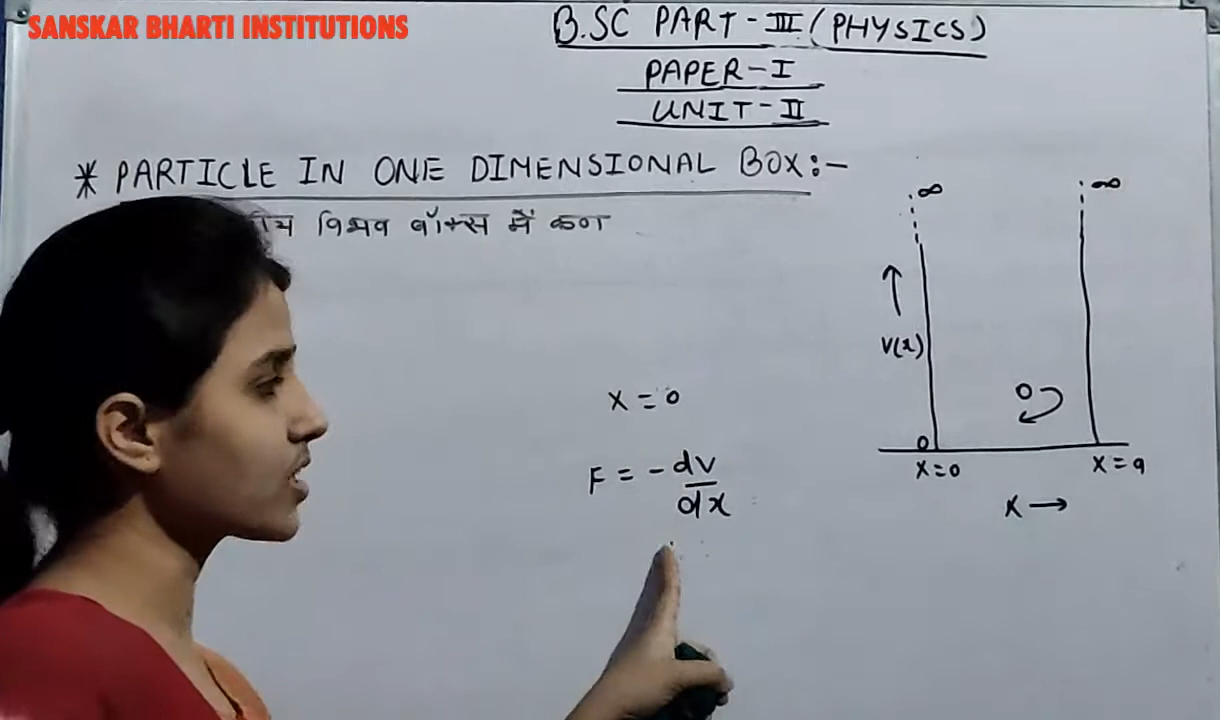 SANSKAR BHARTI INSTITUTIONS
B.SC PART-III (PHYSICS)
PAPER-I
UNIT-II
* PARTICLE IN ONE DIMENSIONAL BOX:-
विभव बॉक्स में कण
∞ ∞
V(x)
x = 0
F = - dv/dx
0
x=0 x=a
x →